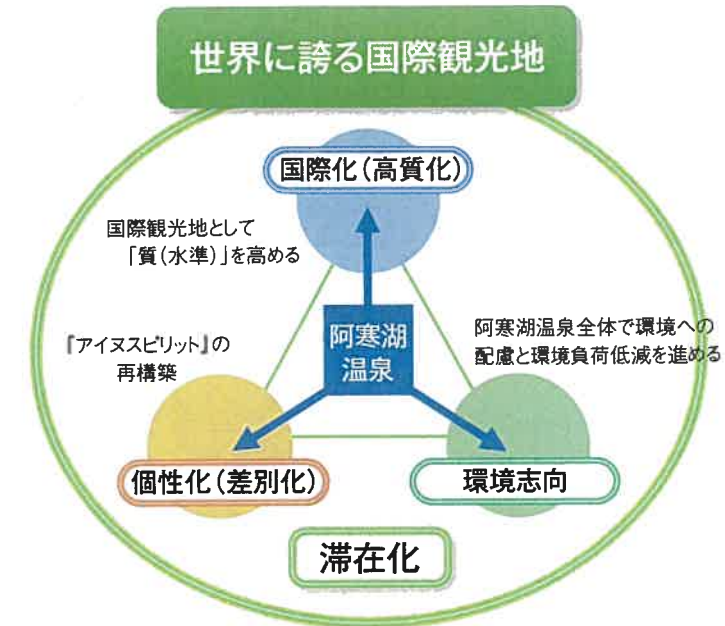 世界に誇る国際観光地
国際化(高質化)
国際観光地として
「質(水準)」を高める
阿寒湖
温泉
『アイヌスピリット』の
再構築
阿寒湖温泉全体で環境への
配慮と環境負荷低減を進める
個性化(差別化)
環境志向
滞在化